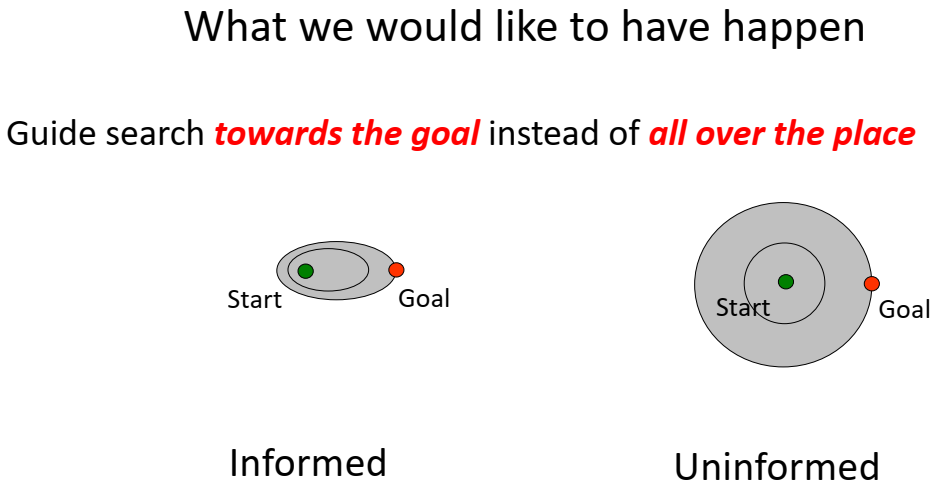 What we would like to have happen
Guide search towards the goal instead of all over the place
Start
Goal
Start
Goal
Informed
Uninformed